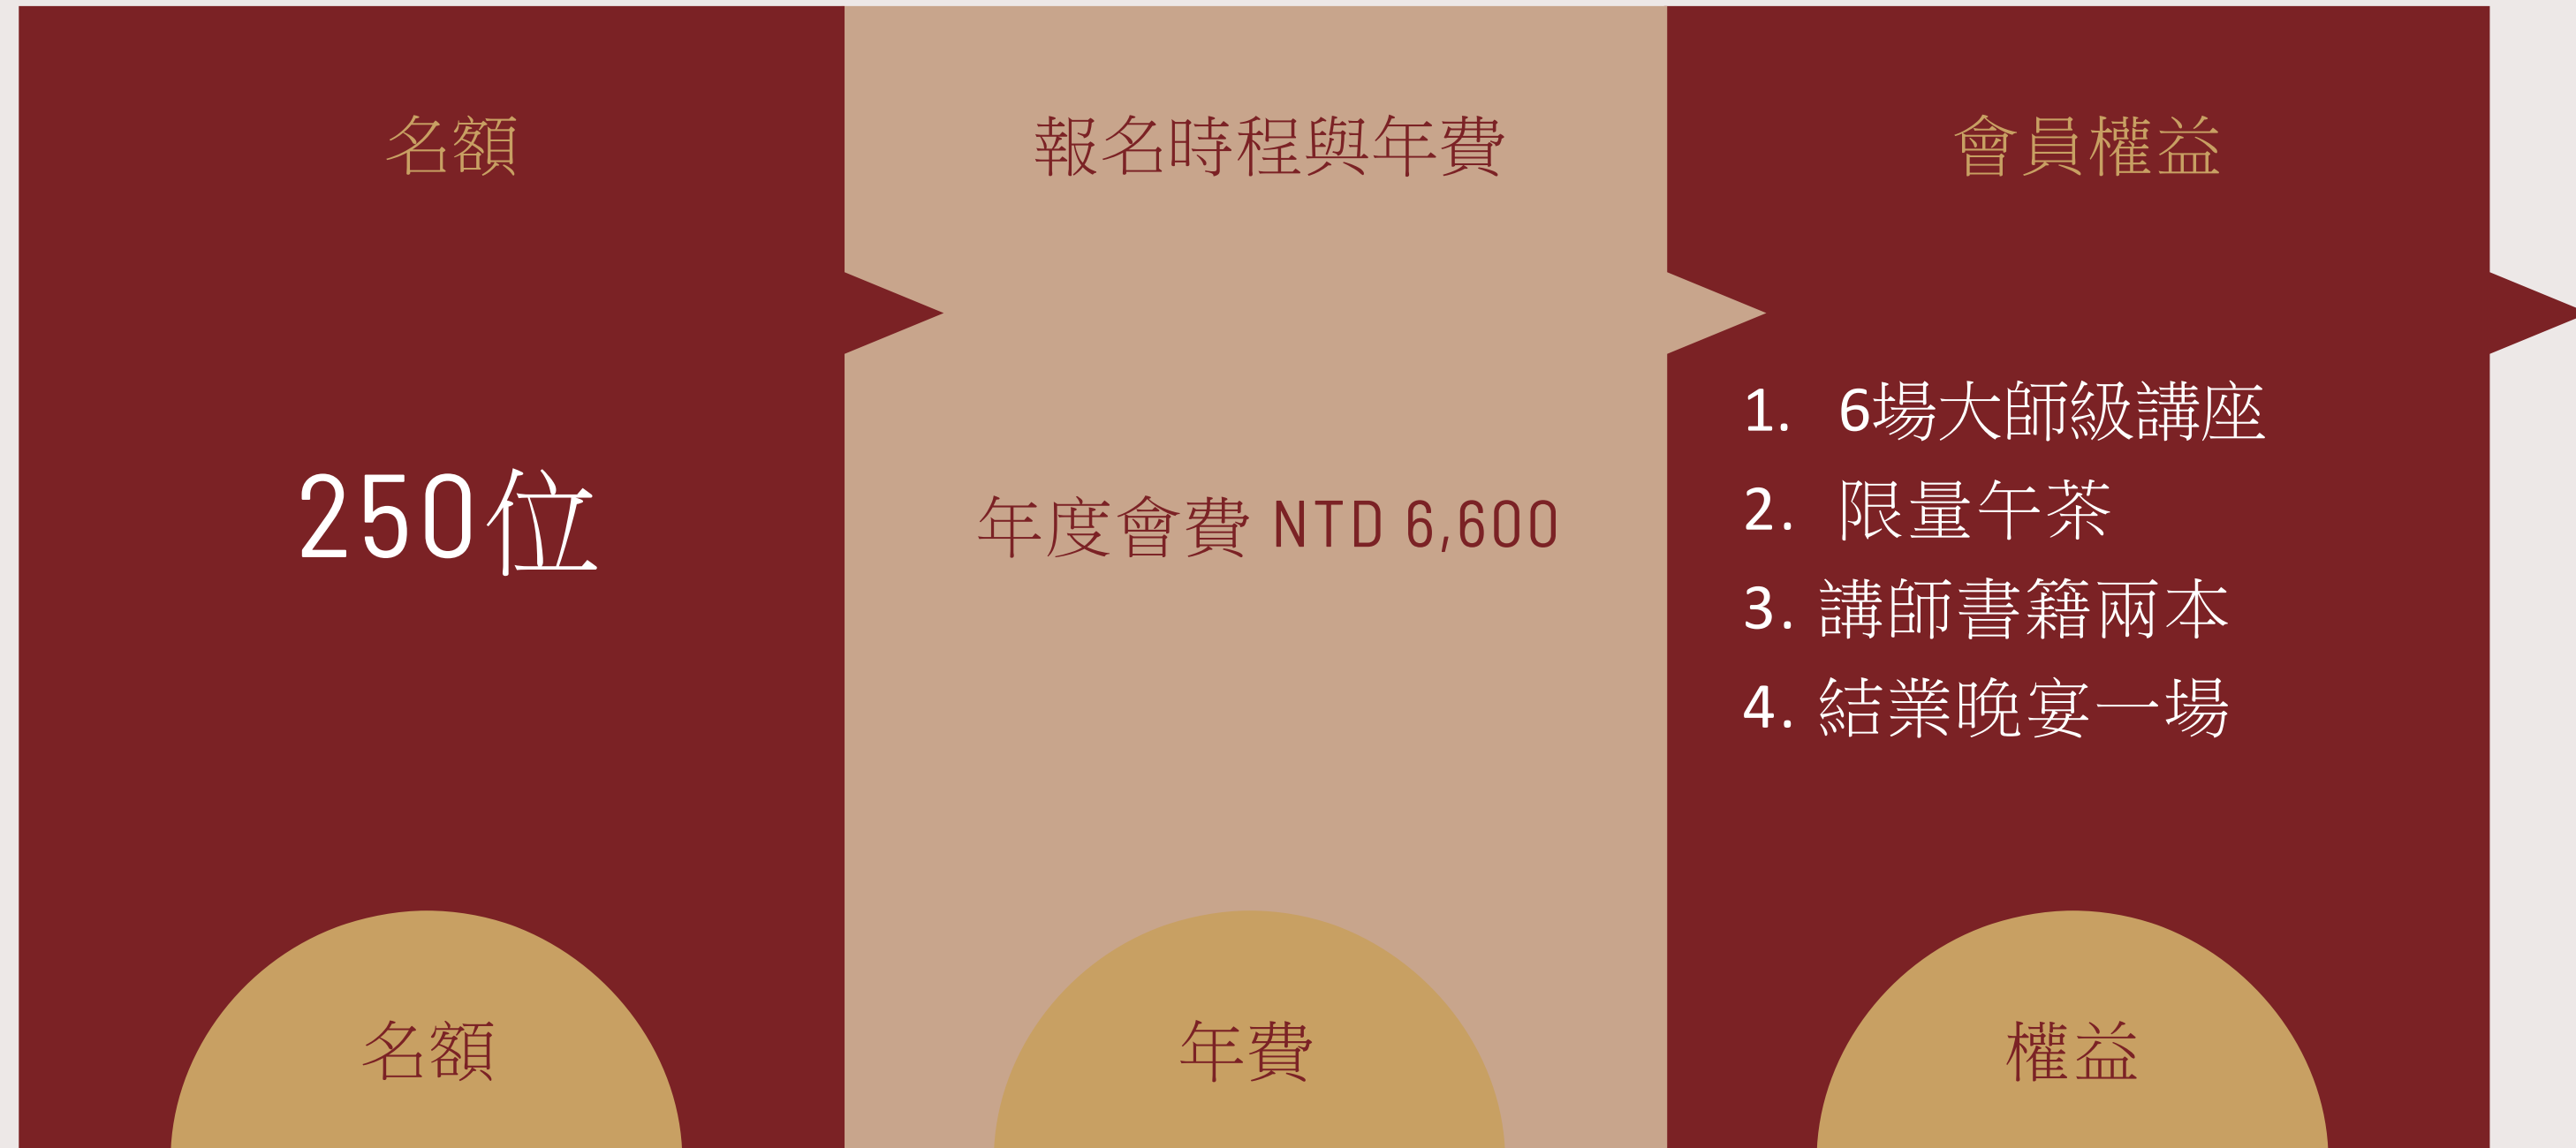 名額
250位
名額
報名時程與年費
年度會費 NTD 6,600
年費
會員權益
1. 6場大師級講座
2. 限量午茶
3. 講師書籍兩本
4. 結業晚宴一場
權益